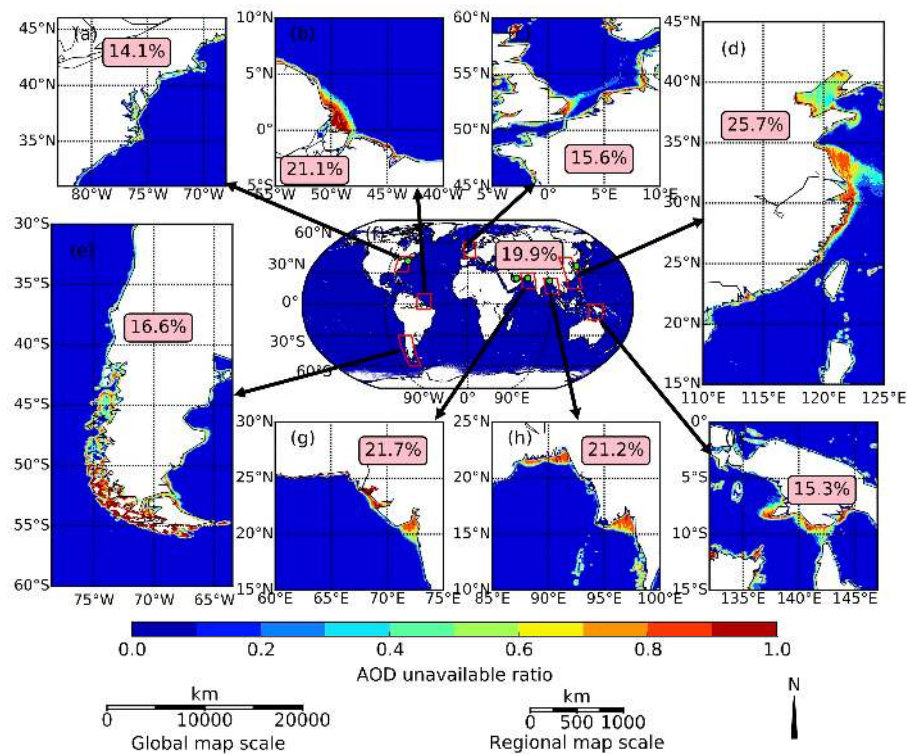 45°N
(a)
14.1%
40°N
35°N
80°W 75°W 70°W
10°N
(b)
5°N
0°
21.1%
5°S
55°W 50°W 45°W 40°W
60°N
55°N
50°N
15.6%
45°N
0° 5°E 10°E
(d)
45°N
40°N
25.7%
35°N
30°N
25°N
20°N
15°N
110°E 115°E 120°E 125°E
30°S
(e)
35°S
16.6%
40°S
45°S
50°S
55°S
60°S
75°W 70°W 65°W
(f)
60°N
19.9%
30°N
0°
30°S
60°S
90°W 0° 90°E
30°N
(g)
21.7%
25°N
20°N
15°N
60°E 65°E 70°E 75°E
25°N
(h)
21.2%
20°N
15°N
10°N
85°E 90°E 95°E 100°E
0°
5°S
15.3%
10°S
15°S
135°E 140°E 145°E
0.0 0.2 0.4 0.6 0.8 1.0
AOD unavailable ratio
km
0 10000 20000
Global map scale
km
0 500 1000
Regional map scale
N